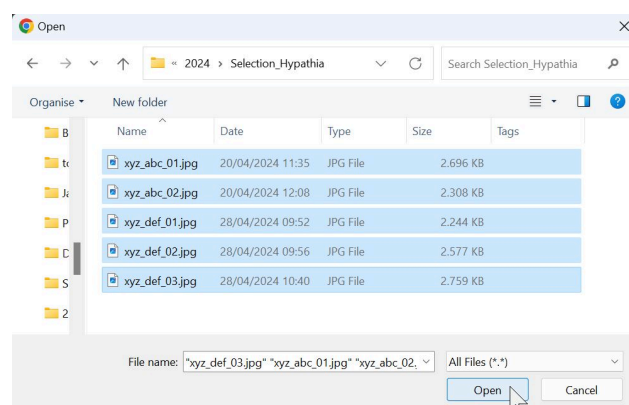 Open
« 2024 > Selection_Hypathia
Search Selection_Hypathia
Organise New folder
Name Date Type Size Tags
xyz_abc_01.jpg 20/04/2024 11:35 JPG File 2.696 KB
xyz_abc_02.jpg 20/04/2024 12:08 JPG File 2.308 KB
xyz_def_01.jpg 28/04/2024 09:52 JPG File 2.244 KB
xyz_def_02.jpg 28/04/2024 09:56 JPG File 2.577 KB
xyz_def_03.jpg 28/04/2024 10:40 JPG File 2.759 KB
B
P
D
S
2
File name: "xyz_def_03.jpg" "xyz_abc_01.jpg" "xyz_abc_02. All Files (*.*)
Open Cancel